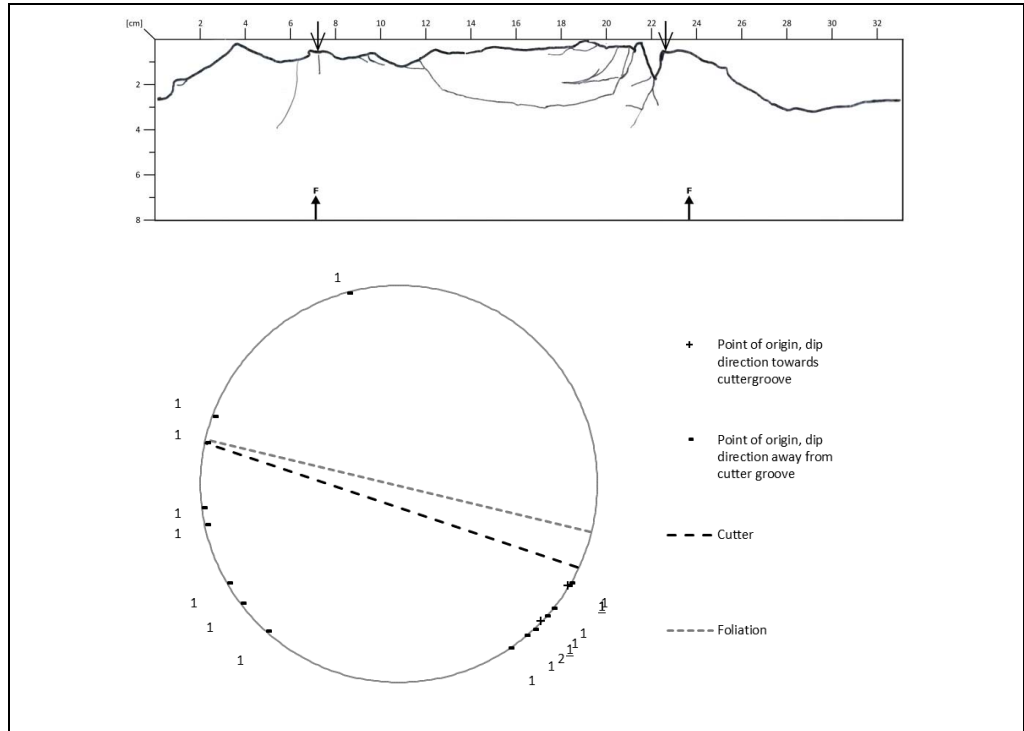 [cm] 2 4 6 8 10 12 14 16 18 20 22 24 26 28 30 32
2
4
6
F F
8
1
Point of origin, dip
direction towards
cuttergroove
1
1
Point of origin, dip
direction away from
cutter groove
1
1
Cutter
1
1
1
1
1
1
Foliation
1
1
2
1
1
1